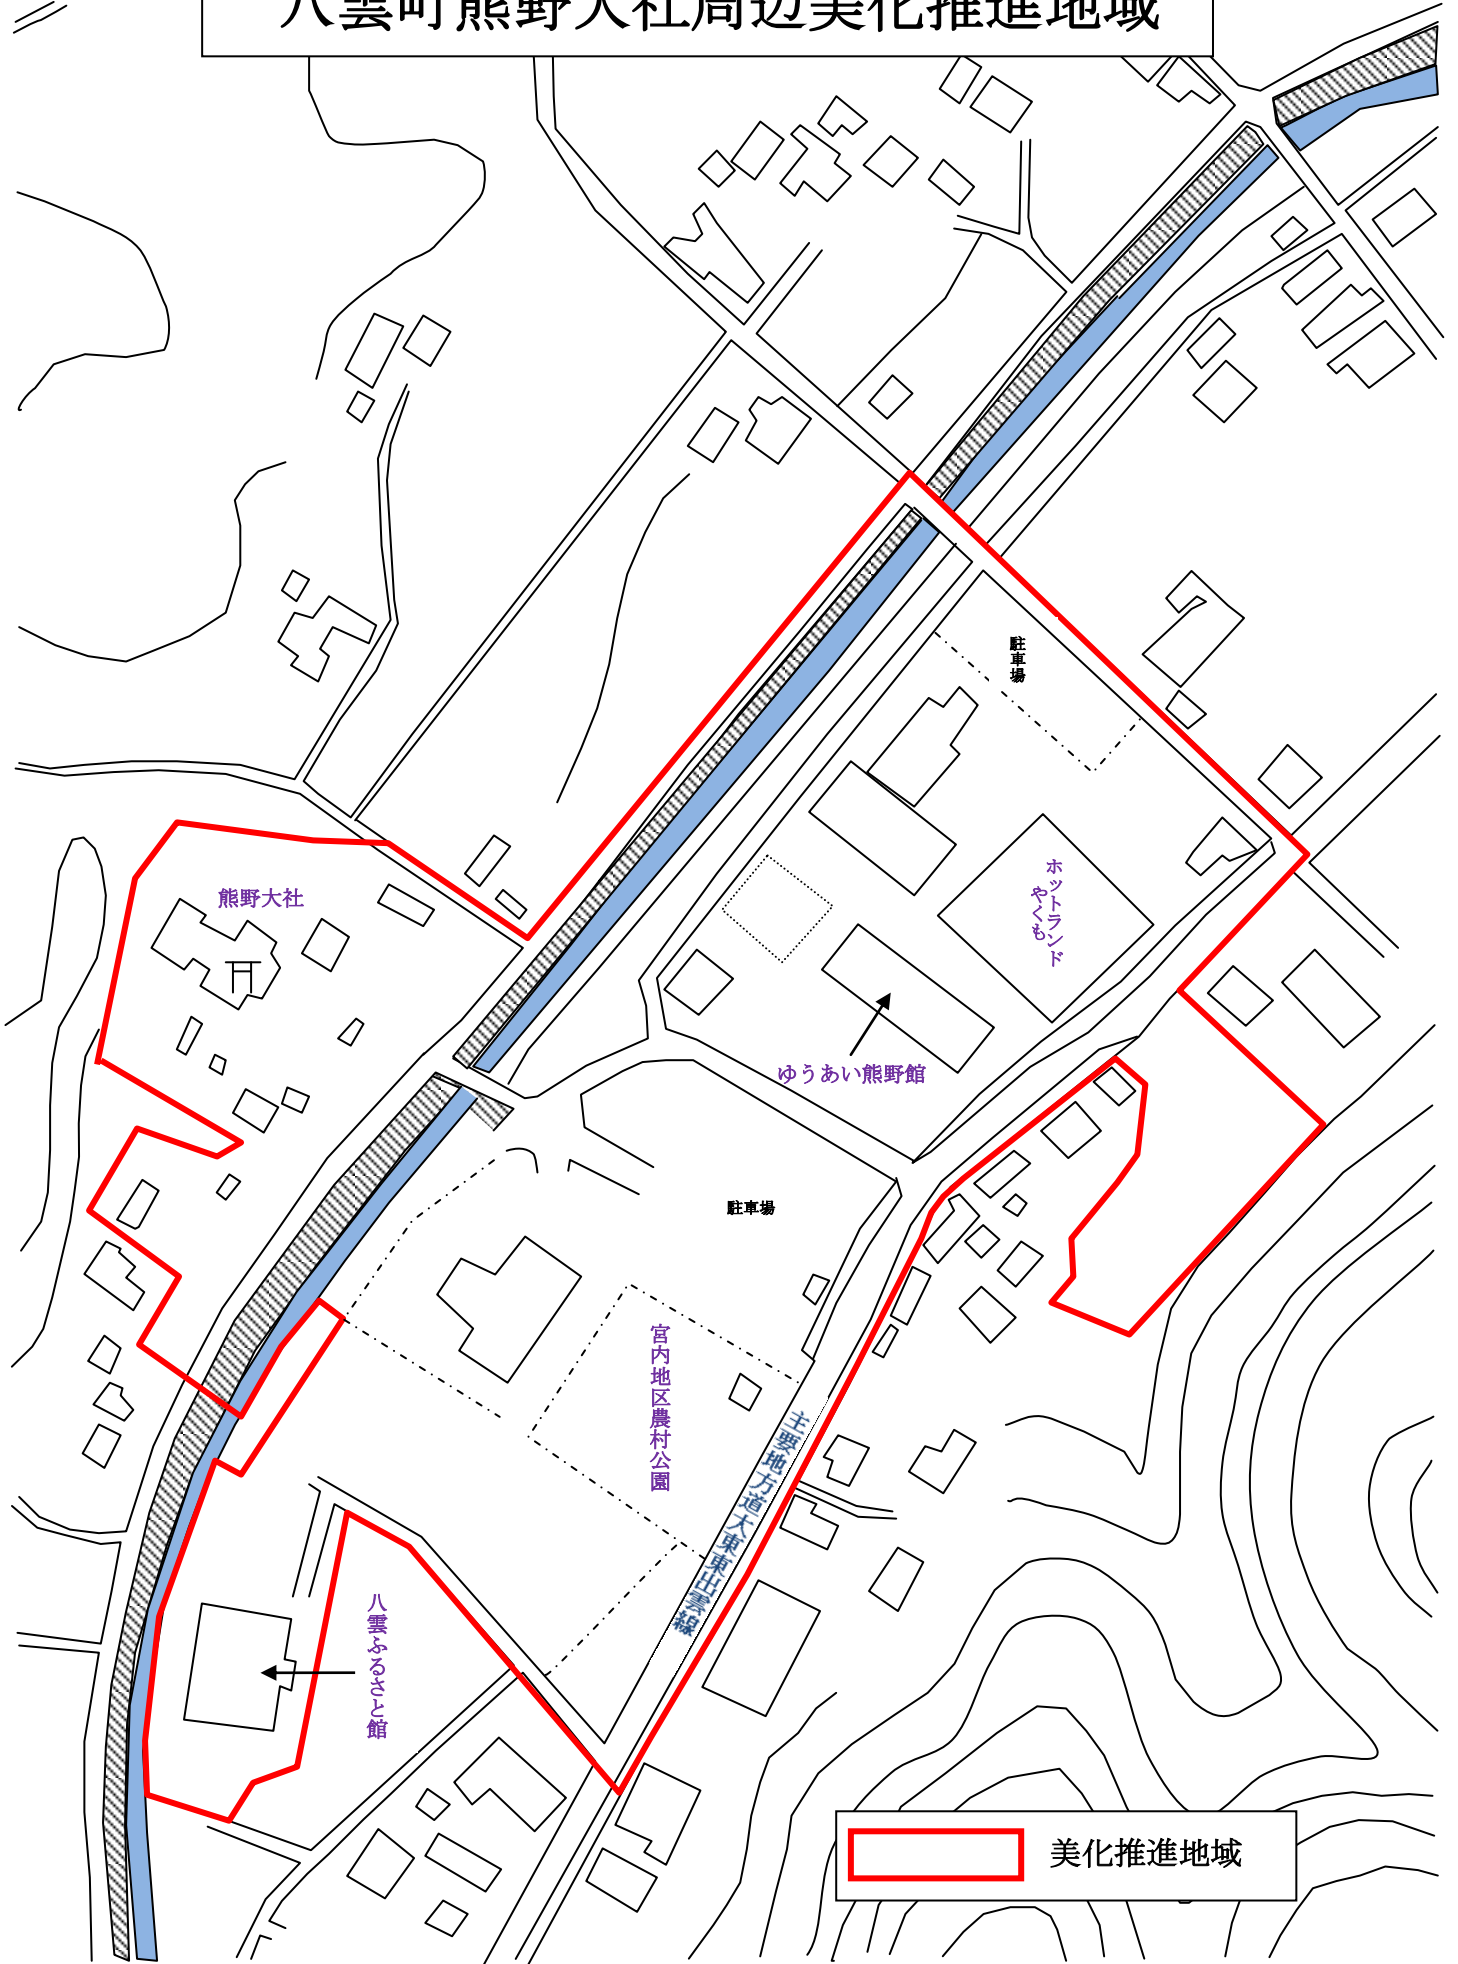 八雲町熊野大社周辺美化推進地域
駐車場
熊野大社
ホットランド
やくも
ゆうあい熊野館
駐車場
宮内地区農村公園
主要地方道大東東出雲線
八雲ふるさと館
美化推進地域